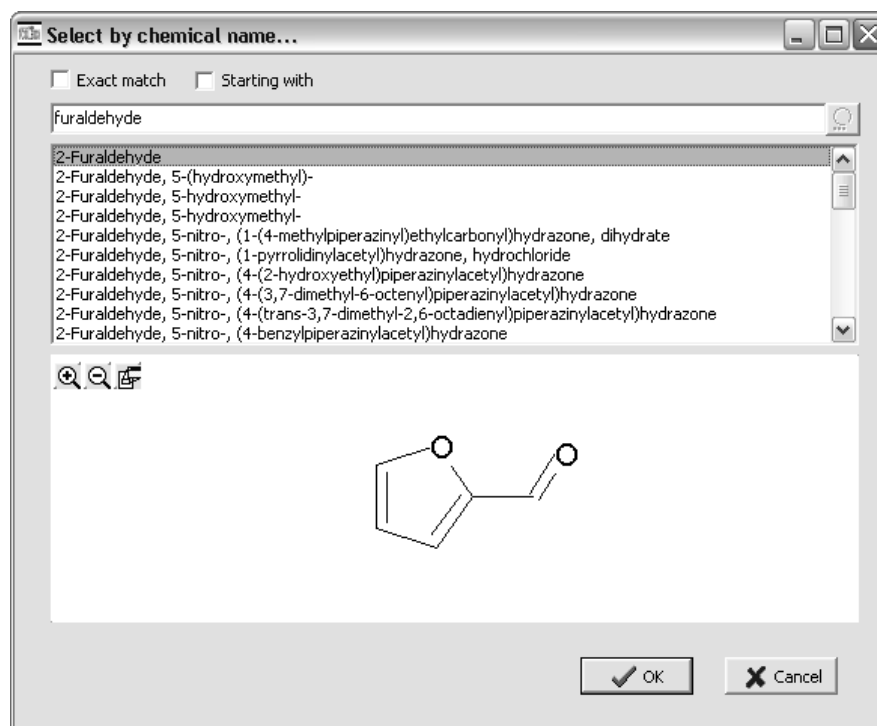 Select by chemical name...
Exact match Starting with
furaldehyde
2-Furaldehyde
2-Furaldehyde, 5-(hydroxymethyl)-
2-Furaldehyde, 5-hydroxymethyl-
2-Furaldehyde, 5-hydroxymethyl-
2-Furaldehyde, 5-nitro-, (1-(4-methylpiperazinyl)ethylcarbonyl)hydrazone, dihydrate
2-Furaldehyde, 5-nitro-, (1-pyrrolidinylacetyl)hydrazone, hydrochloride
2-Furaldehyde, 5-nitro-, (4-(2-hydroxyethyl)piperazinylacetyl)hydrazone
2-Furaldehyde, 5-nitro-, (4-(3,7-dimethyl-6-octenyl)piperazinylacetyl)hydrazone
2-Furaldehyde, 5-nitro-, (4-(trans-3,7-dimethyl-2,6-octadienyl)piperazinylacetyl)hydrazone
2-Furaldehyde, 5-nitro-, (4-benzylpiperazinylacetyl)hydrazone
O O
OK Cancel